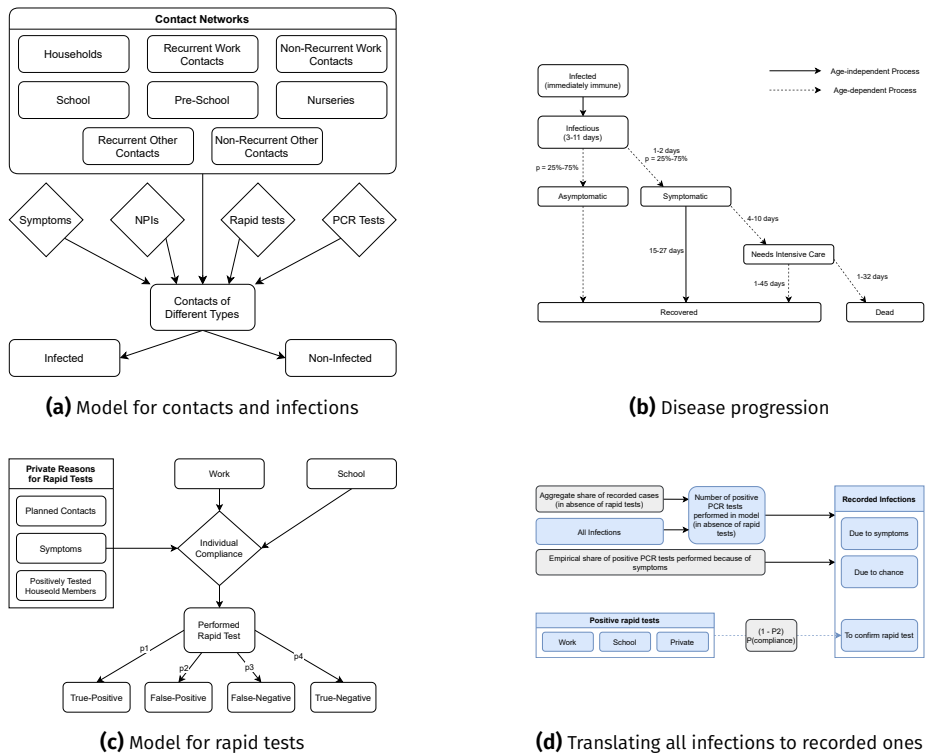 Contact Networks
Households
Recurrent Work
Contacts
Non-Recurrent Work
Contacts
School
Pre-School
Nurseries
Recurrent Other
Contacts
Non-Recurrent Other
Contacts
Symptoms
NPIs
Rapid tests
PCR Tests
Contacts of
Different Types
Infected
Non-Infected
(a) Model for contacts and infections
Infected
(immediately immune)
Age-independent Process
Age-dependent Process
Infectious
(3-11 days)
1-2 days
p = 25%-75%
p = 25%-75%
Asymptomatic
Symptomatic
4-10 days
15-27 days
Needs Intensive Care
1-45 days
1-32 days
Recovered
Dead
(b) Disease progression
Private Reasons
for Rapid Tests
Planned Contacts
Symptoms
Positively Tested
Houseold Members
Work
School
Individual
Compliance
Performed
Rapid Test
p1
p2
p3
p4
True-Positive
False-Positive
False-Negative
True-Negative
(c) Model for rapid tests
Aggregate share of recorded cases
(in absence of rapid tests)
All Infections
Number of positive
PCR tests
performed in model
(in absence of rapid
tests)
Empirical share of positive PCR tests performed because of
symptoms
Recorded Infections
Due to symptoms
Due to chance
To confirm rapid test
Positive rapid tests
Work
School
Private
(1 - P2)
P(compliance)
(d) Translating all infections to recorded ones